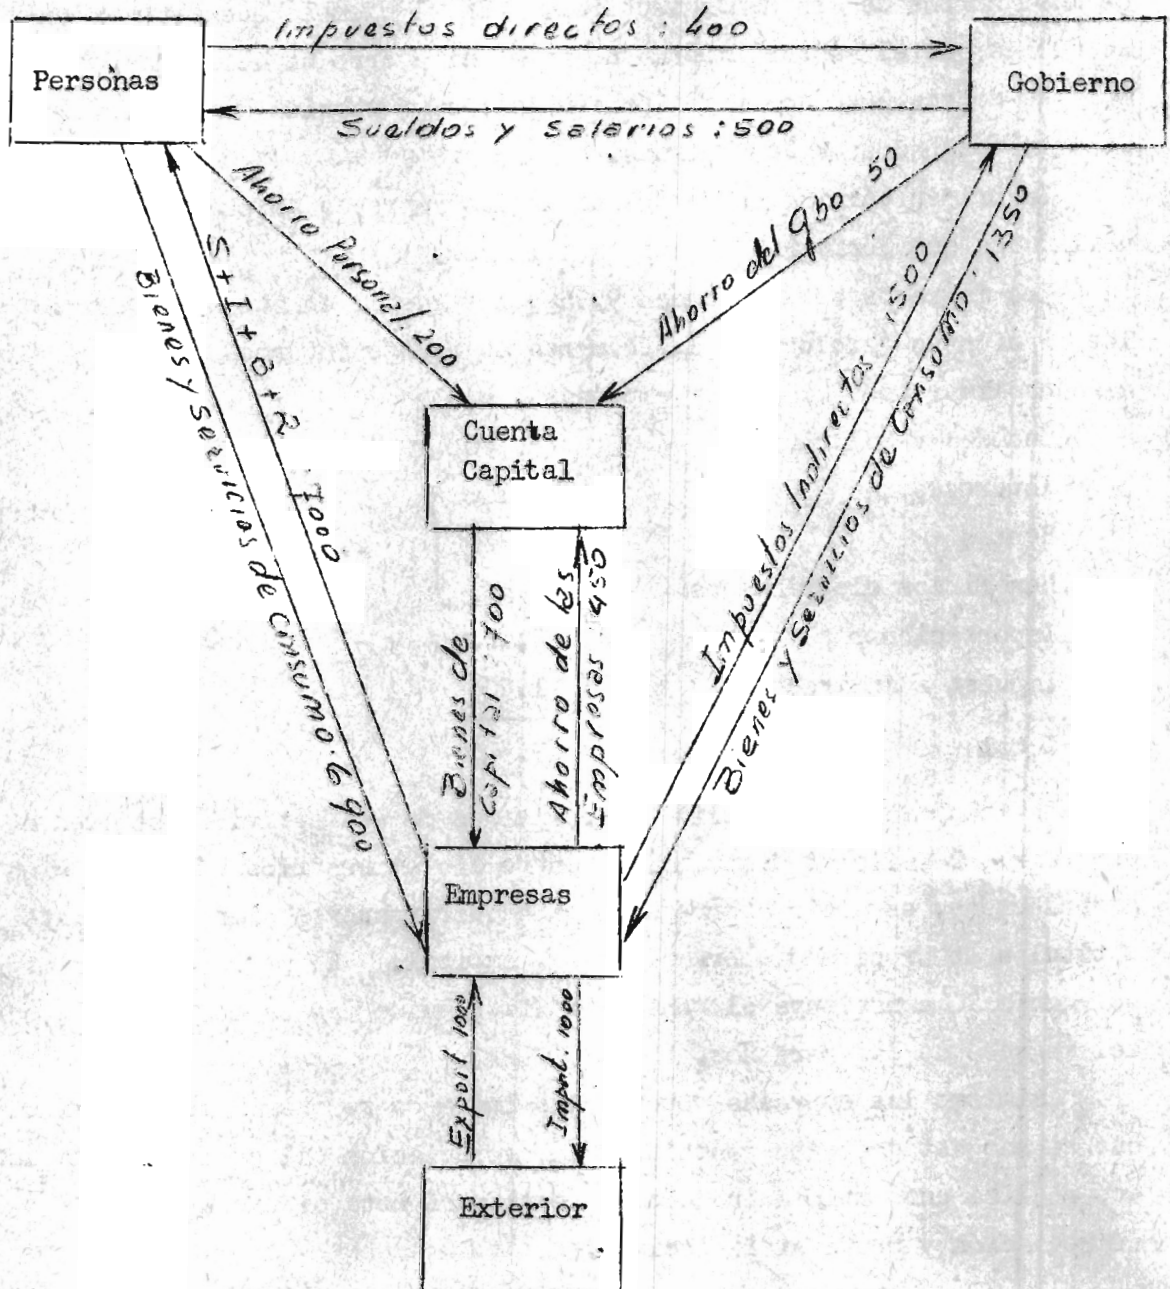 Impuestos directos : 400
Personas
Gobierno
Sueldos y Salarios : 500
Ahorro Personal. 200
Ahorro del gbo 50
S + I + B + R 7000
Bienes y Servicios de Consumo. 6 900
Impuestos Indirectos 1500
Bienes y Servicios de Consumo : 1350
Cuenta
Capital
Bienes de
Capital : 700
Ahorro de las
Empresas 450
Empresas
Export 1000
Import. 1000
Exterior